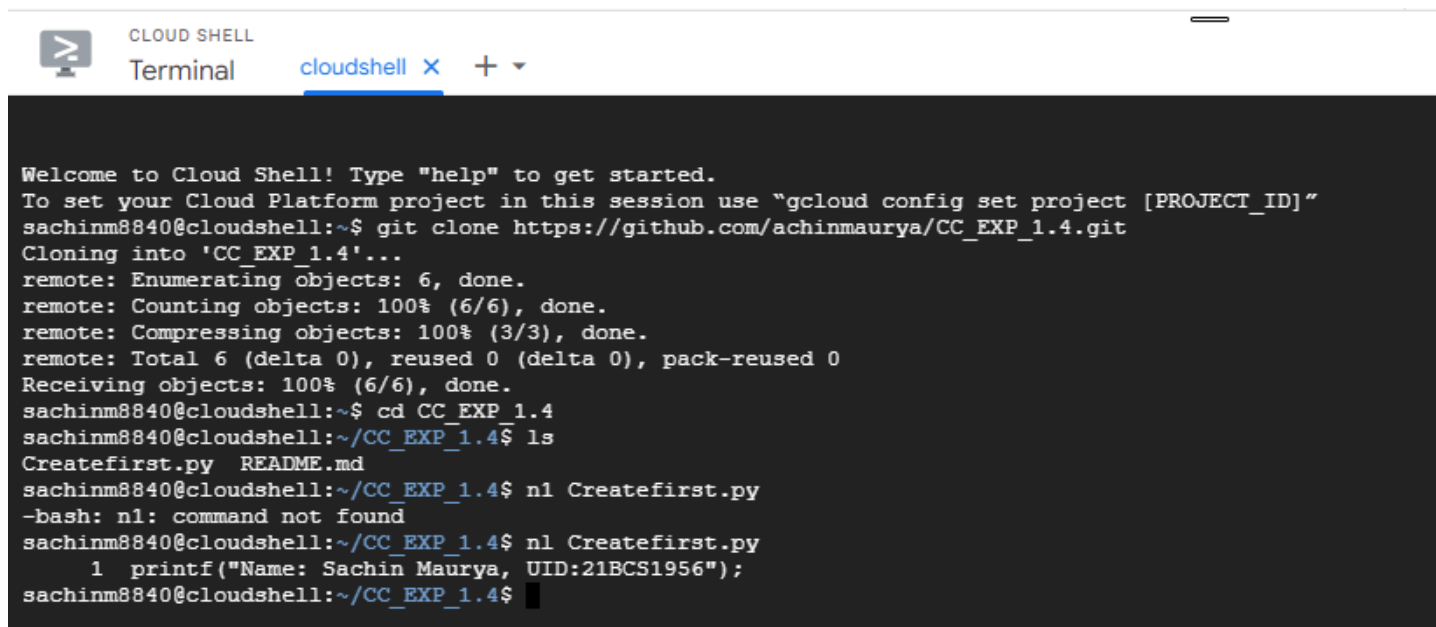 CLOUD SHELL
Terminal cloudshell
Welcome to Cloud Shell! Type "help" to get started.
To set your Cloud Platform project in this session use “gcloud config set project [PROJECT_ID]”
sachinm8840@cloudshell:~$ git clone https://github.com/achinmaurya/CC_EXP_1.4.git
Cloning into 'CC_EXP_1.4'...
remote: Enumerating objects: 6, done.
remote: Counting objects: 100% (6/6), done.
remote: Compressing objects: 100% (3/3), done.
remote: Total 6 (delta 0), reused 0 (delta 0), pack-reused 0
Receiving objects: 100% (6/6), done.
sachinm8840@cloudshell:~$ cd CC_EXP_1.4
sachinm8840@cloudshell:~/CC_EXP_1.4$ ls
Createfirst.py README.md
sachinm8840@cloudshell:~/CC_EXP_1.4$ n1 Createfirst.py
-bash: n1: command not found
sachinm8840@cloudshell:~/CC_EXP_1.4$ nl Createfirst.py
1 printf("Name: Sachin Maurya, UID:21BCS1956");
sachinm8840@cloudshell:~/CC_EXP_1.4$